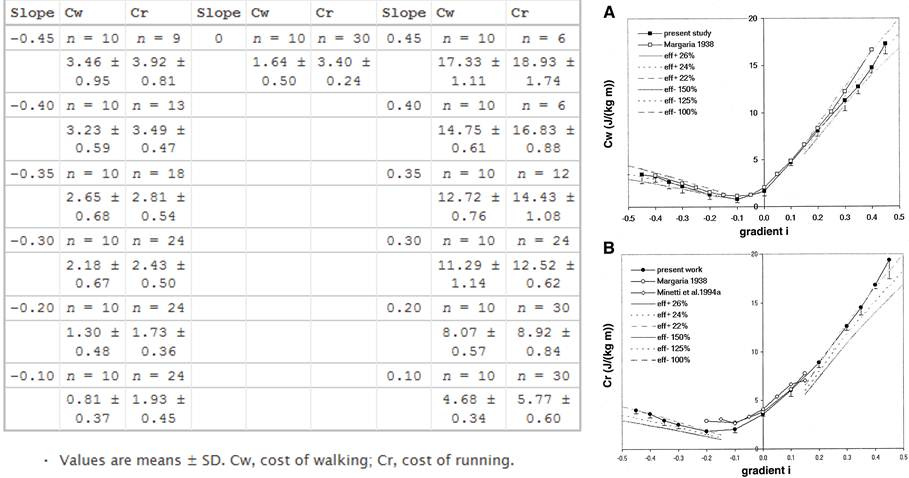 Slope Cw Cr Slope Cw Cr Slope Cw Cr
−0.45 n = 10 n = 9 0 n = 10 n = 30 0.45 n = 10 n = 6
3.46 ± 0.95 3.92 ± 0.81 1.64 ± 0.50 3.40 ± 0.24 17.33 ± 1.11 18.93 ± 1.74
−0.40 n = 10 n = 13 0.40 n = 10 n = 6
3.23 ± 0.59 3.49 ± 0.47 14.75 ± 0.61 16.83 ± 0.88
−0.35 n = 10 n = 18 0.35 n = 10 n = 12
2.65 ± 0.68 2.81 ± 0.54 12.72 ± 0.76 14.43 ± 1.08
−0.30 n = 10 n = 24 0.30 n = 10 n = 24
2.18 ± 0.67 2.43 ± 0.50 11.29 ± 1.14 12.52 ± 0.62
−0.20 n = 10 n = 24 0.20 n = 10 n = 30
1.30 ± 0.48 1.73 ± 0.36 8.07 ± 0.57 8.92 ± 0.84
−0.10 n = 10 n = 24 0.10 n = 10 n = 30
0.81 ± 0.37 1.93 ± 0.45 4.68 ± 0.34 5.77 ± 0.60
· Values are means ± SD. Cw, cost of walking; Cr, cost of running.
A
Cw (J/(kg m))
present study
Margaria 1938
eff+ 26%
eff+ 24%
eff+ 22%
eff- 150%
eff- 125%
eff- 100%
20
15
10
5
0
-0.5 -0.4 -0.3 -0.2 -0.1 0.0 0.1 0.2 0.3 0.4 0.5
gradient i
B
Cr (J/(kg m))
present work
Margaria 1938
Minetti et al.1994a
eff+ 26%
eff+ 24%
eff+ 22%
eff- 150%
eff- 125%
eff- 100%
20
15
10
5
0
-0.5 -0.4 -0.3 -0.2 -0.1 0.0 0.1 0.2 0.3 0.4 0.5
gradient i